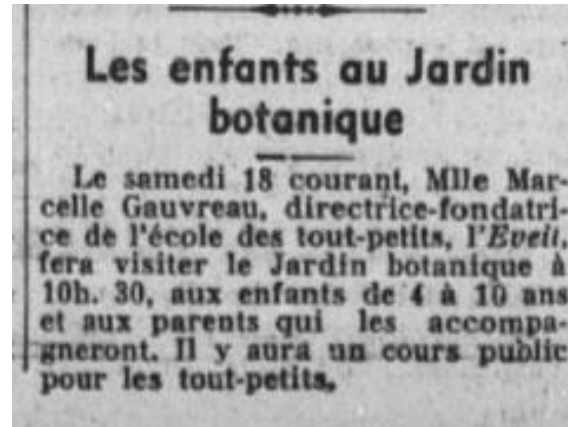 Les enfants au Jardin
botanique
Le samedi 18 courant, Mlle Mar-
celle Gauvreau, directrice-fondatri-
ce de l'école des tout-petits, l'Eveil,
fera visiter le Jardin botanique à
10h. 30, aux enfants de 4 à 10 ans
et aux parents qui les accompa-
gneront. Il y aura un cours public
pour les tout-petits.